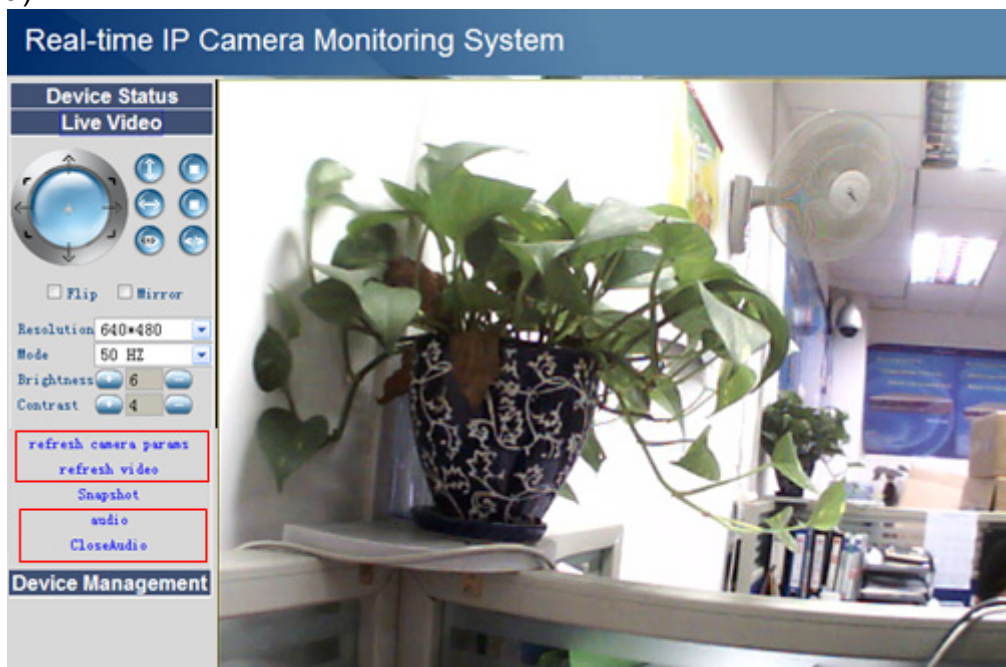 Real-time IP Camera Monitoring System
Device Status
Live Video
Flip Mirror
Resolution 640*480
Mode 50 HZ
Brightness 6
Contrast 4
refresh camera params
refresh video
Snapshot
audio
CloseAudio
Device Management